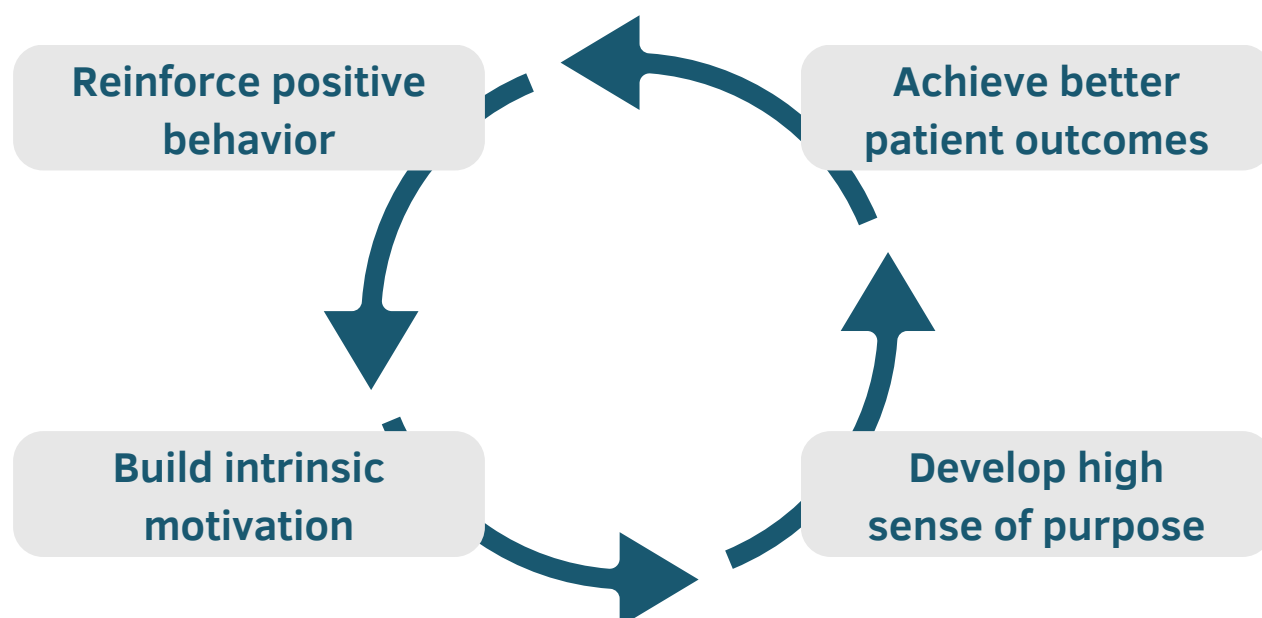 Reinforce positive
behavior
Achieve better
patient outcomes
Build intrinsic
motivation
Develop high
sense of purpose